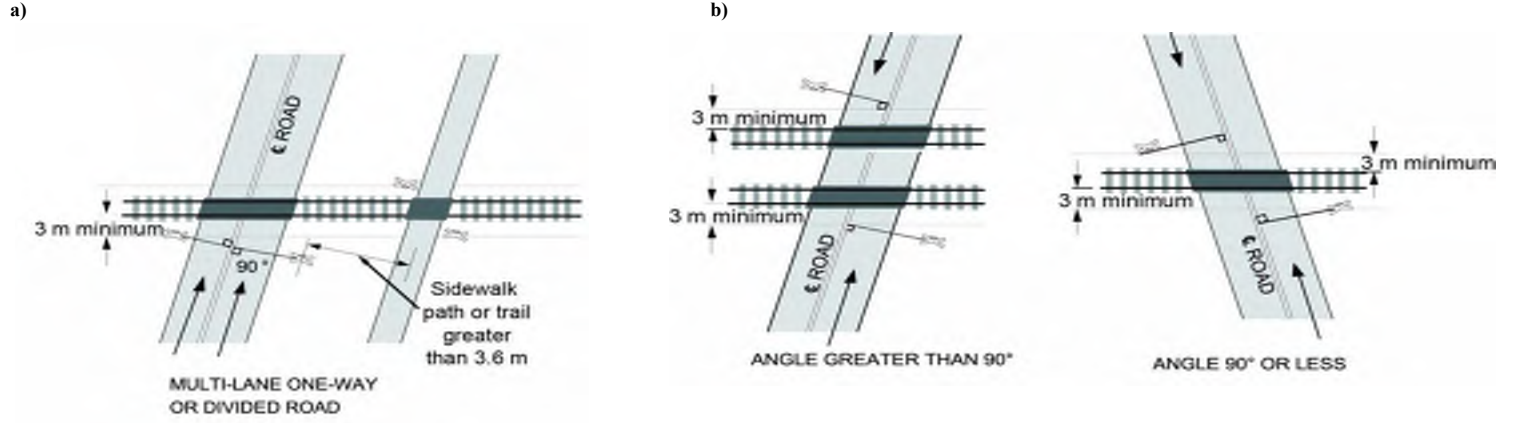 a)
℄ ROAD
3 m minimum
90°
Sidewalk
path or trail
greater
than 3.6 m
MULTI-LANE ONE-WAY
OR DIVIDED ROAD
b)
3 m minimum
3 m minimum
℄ ROAD
ANGLE GREATER THAN 90°
3 m minimum
3 m minimum
℄ ROAD
ANGLE 90° OR LESS